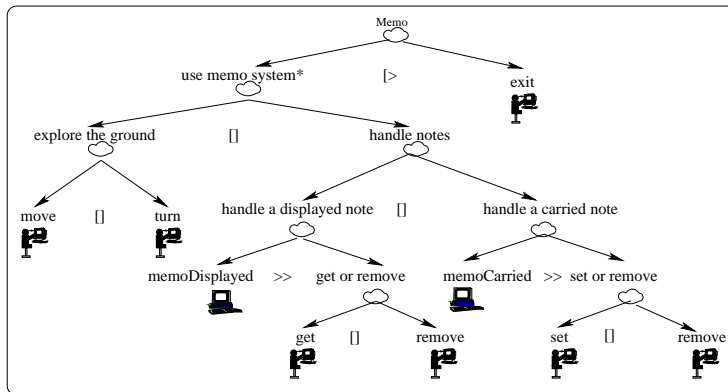 Memo
use memo system* [> exit
explore the ground [] handle notes
move [] turn handle a displayed note [] handle a carried note
memoDisplayed >> get or remove memoCarried >> set or remove
get [] remove set [] remove